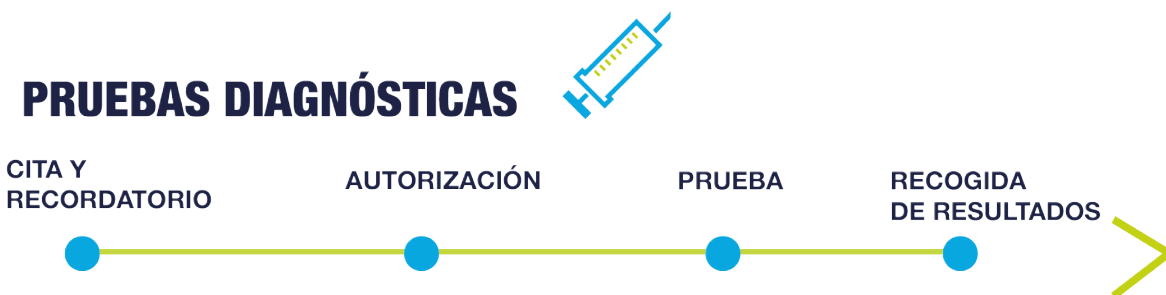 PRUEBAS DIAGNÓSTICAS
CITA Y
RECORDATORIO
AUTORIZACIÓN
PRUEBA
RECOGIDA
DE RESULTADOS